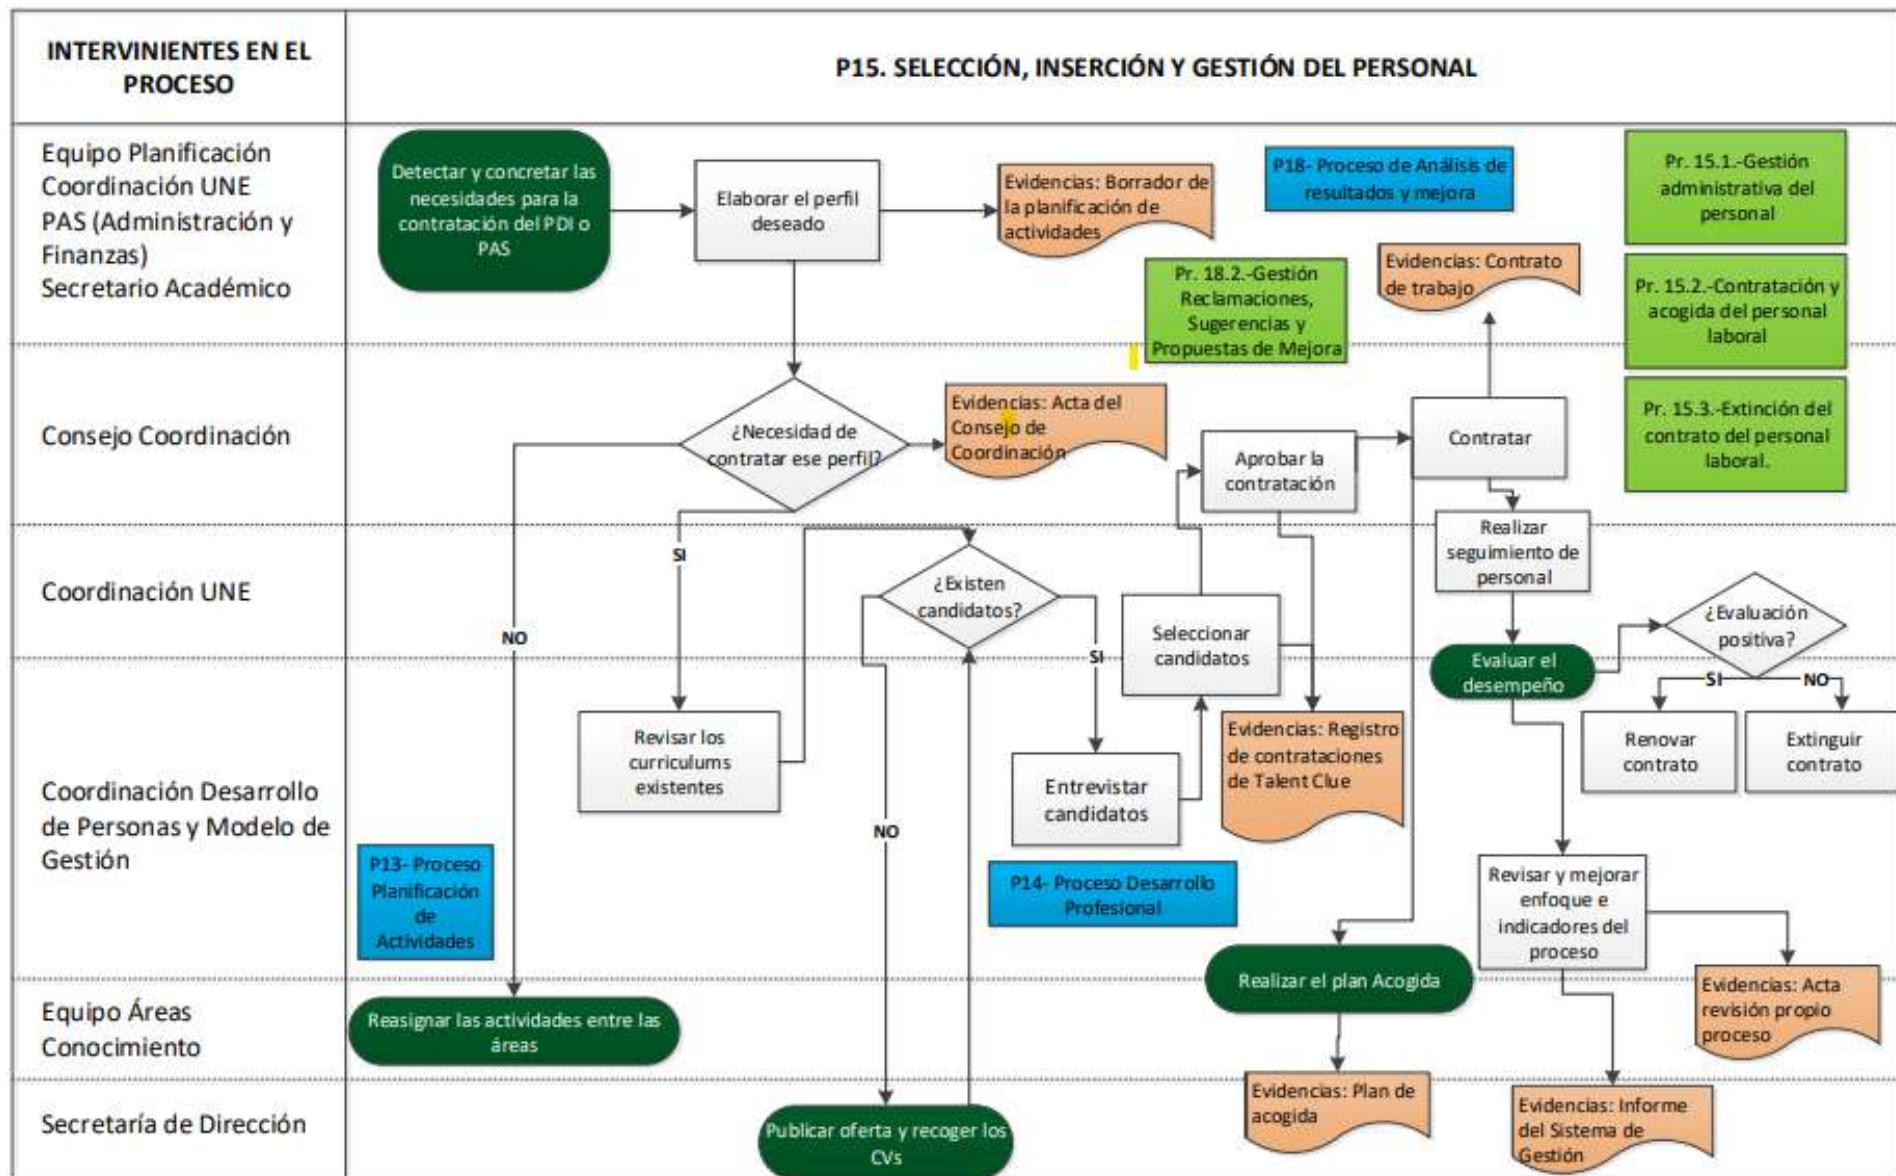 INTERVINIENTES EN EL
PROCESO
P15. SELECCIÓN, INSERCIÓN Y GESTIÓN DEL PERSONAL
Equipo Planificación
Coordinación UNE
PAS (Administración y
Finanzas)
Secretario Académico
Detectar y concretar las
necesidades para la
contratación del PDI o
PAS
Elaborar el perfil
deseado
Evidencias: Borrador de
la planificación de
actividades
P18- Proceso de Análisis de
resultados y mejora
Pr. 15.1.-Gestión
administrativa del
personal
Pr. 18.2.-Gestión
Reclamaciones,
Sugerencias y
Propuestas de Mejora
Evidencias: Contrato
de trabajo
Pr. 15.2.-Contratación y
acogida del personal
laboral
Consejo Coordinación
¿Necesidad de
contratar ese perfil?
Evidencias: Acta del
Consejo de
Coordinación
Aprobar la
contratación
Contratar
Pr. 15.3.-Extinción del
contrato del personal
laboral.
Coordinación UNE
SI
NO
¿Existen
candidatos?
Seleccionar
candidatos
Realizar
seguimiento de
personal
¿Evaluación
positiva?
Evaluar el
desempeño
SI
SI
NO
Coordinación Desarrollo
de Personas y Modelo de
Gestión
Revisar los
curriculums
existentes
NO
Entrevistar
candidatos
Evidencias: Registro
de contrataciones
de Talent Clue
Renovar
contrato
Extinguir
contrato
P13- Proceso
Planificación
de
Actividades
P14- Proceso Desarrollo
Profesional
Revisar y mejorar
enfoque e
indicadores del
proceso
Realizar el plan Acogida
Equipo Áreas
Conocimiento
Reasignar las actividades entre las
áreas
Evidencias: Acta
revisión propio
proceso
Secretaría de Dirección
Publicar oferta y recoger los
CVs
Evidencias: Plan de
acogida
Evidencias: Informe
del Sistema de
Gestión